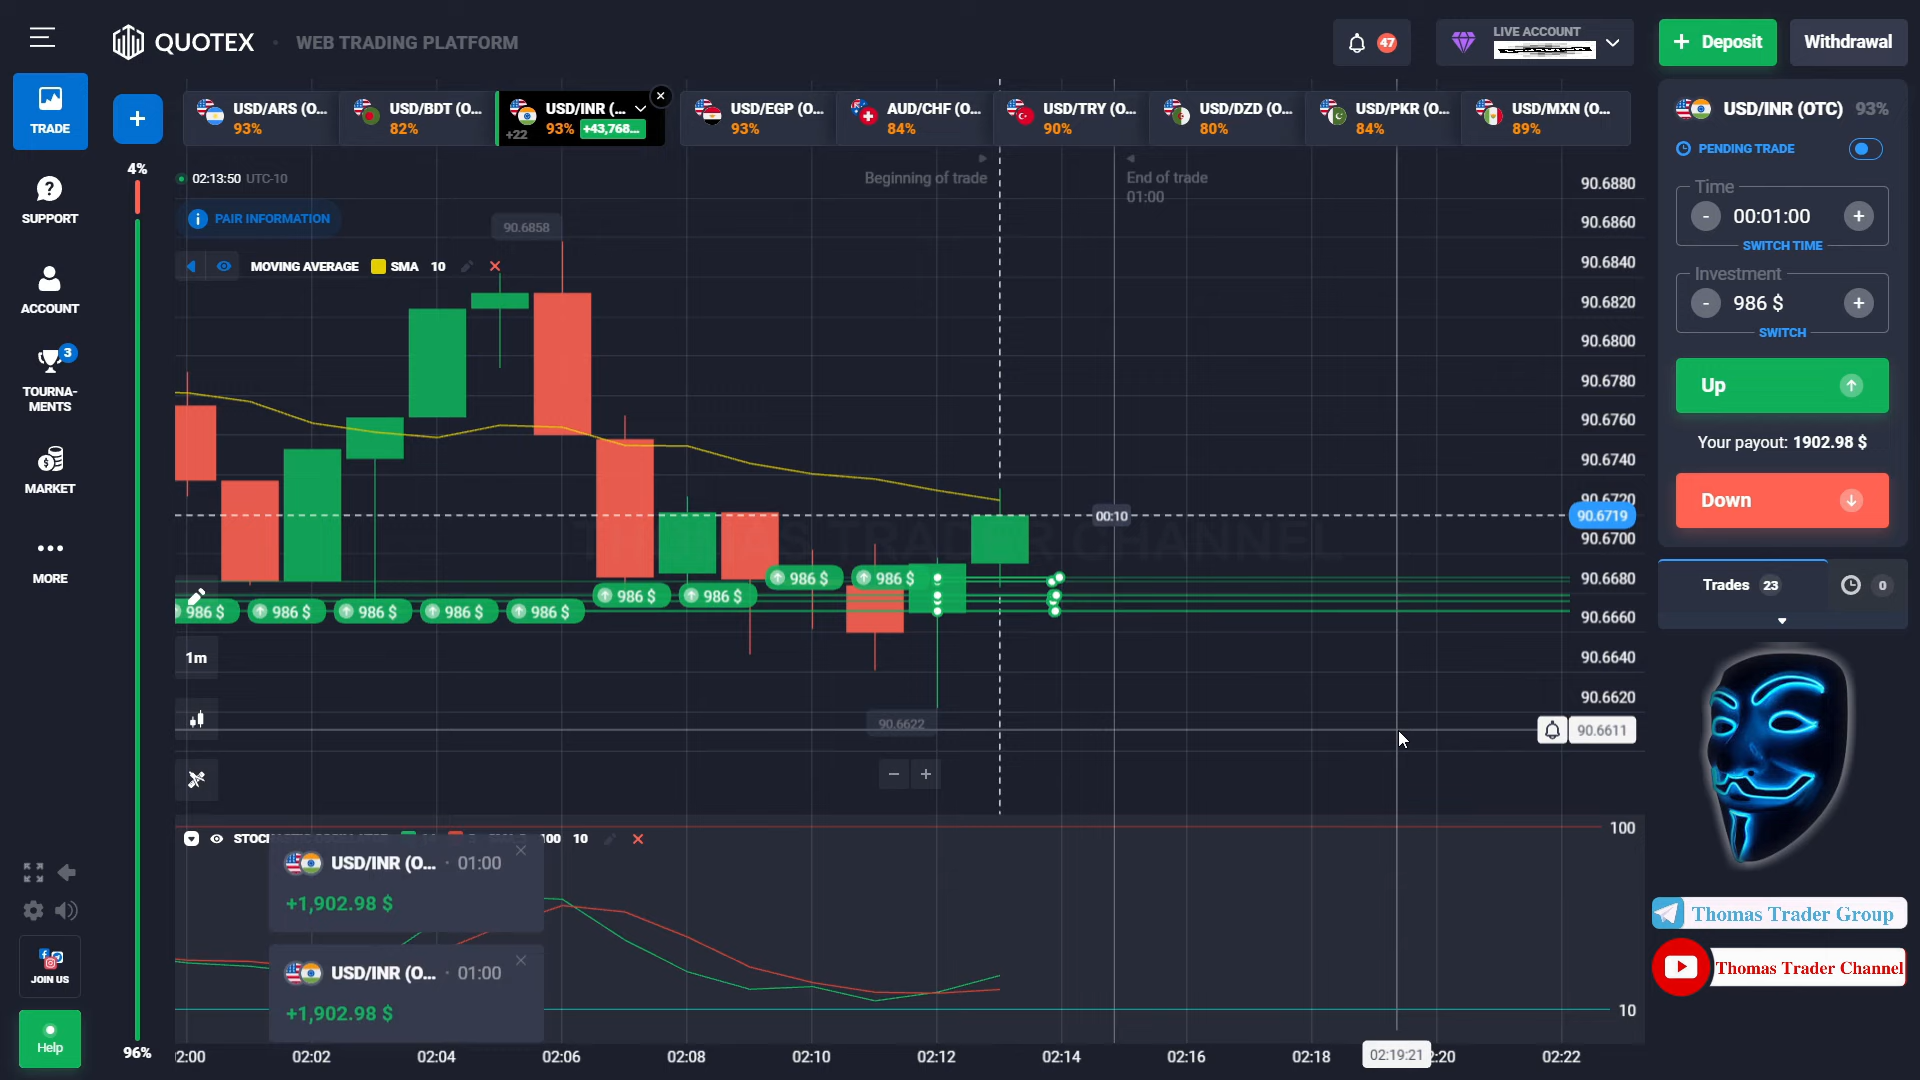 QUOTEX
WEB TRADING PLATFORM
47
LIVE ACCOUNT
Deposit
Withdrawal
TRADE
SUPPORT
ACCOUNT
3
TOURNA-
MENTS
MARKET
MORE
JOIN US
Help
4%
96%
USD/ARS (O...
93%
USD/BDT (O...
82%
USD/INR (...
+22
93%
+43,768...
USD/EGP (O...
93%
AUD/CHF (O...
84%
USD/TRY (O...
90%
USD/DZD (O...
80%
USD/PKR (O...
84%
USD/MXN (O...
89%
02:13:50 UTC-10
Beginning of trade
End of trade
01:00
PAIR INFORMATION
90.6858
MOVING AVERAGE SMA 10
90.6880
90.6860
90.6840
90.6820
90.6800
90.6780
90.6760
90.6740
90.6720
90.6719
90.6700
90.6680
90.6660
90.6640
90.6620
90.6611
00:10
THOMAS TRADER CHANNEL
986 $
986 $
986 $
986 $
986 $
986 $
986 $
986 $
986 $
1m
90.6622
100 10
100
10
USD/INR (O... · 01:00
+1,902.98 $
USD/INR (O... · 01:00
+1,902.98 $
02:02
02:04
02:06
02:08
02:10
02:12
02:14
02:16
02:18
02:19:21
02:22
USD/INR (OTC) 93%
PENDING TRADE
Time
- 00:01:00 +
SWITCH TIME
Investment
- 986 $ +
SWITCH
Up
Your payout: 1902.98 $
Down
Trades 23
0
Thomas Trader Group
Thomas Trader Channel